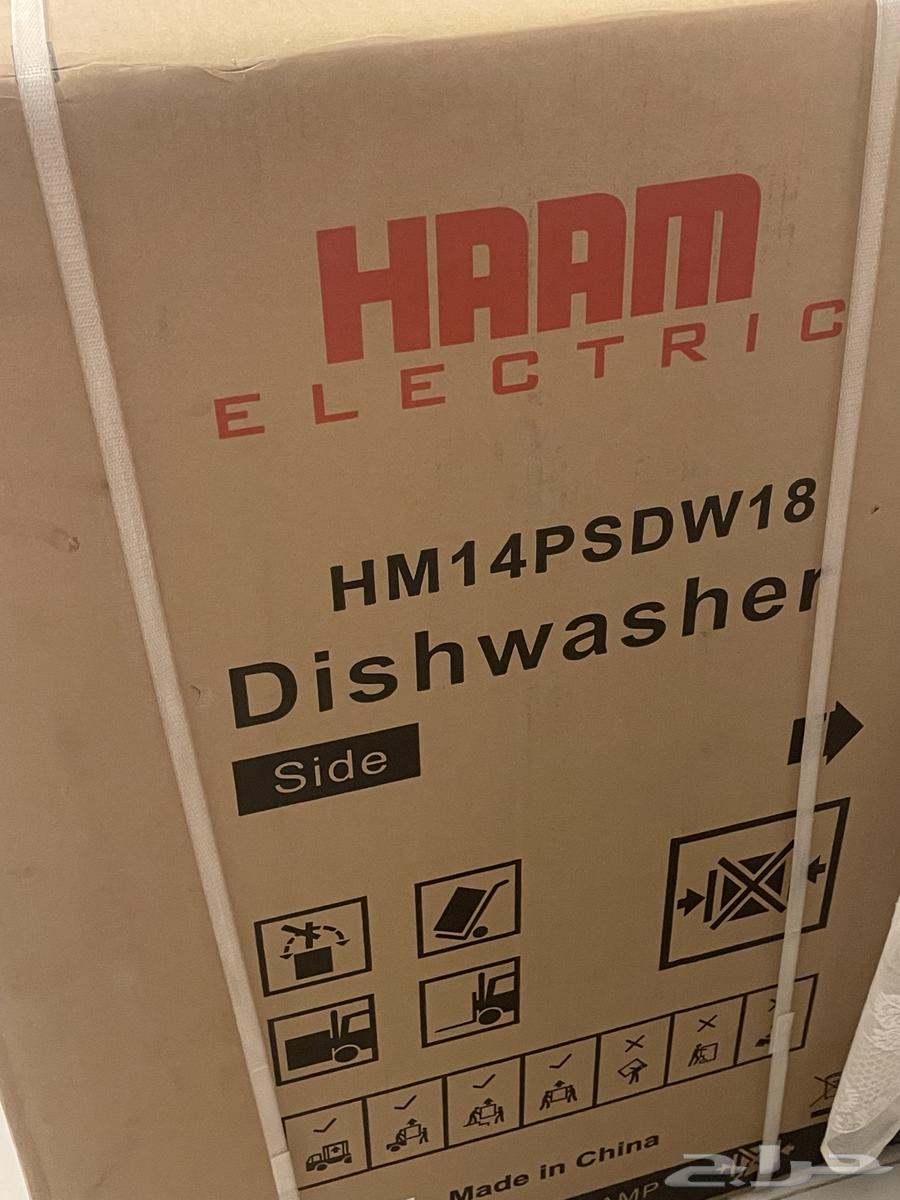 HAAM
ELECTRIC
HM14PSDW18
Dishwasher
Side
Made in China
حراج